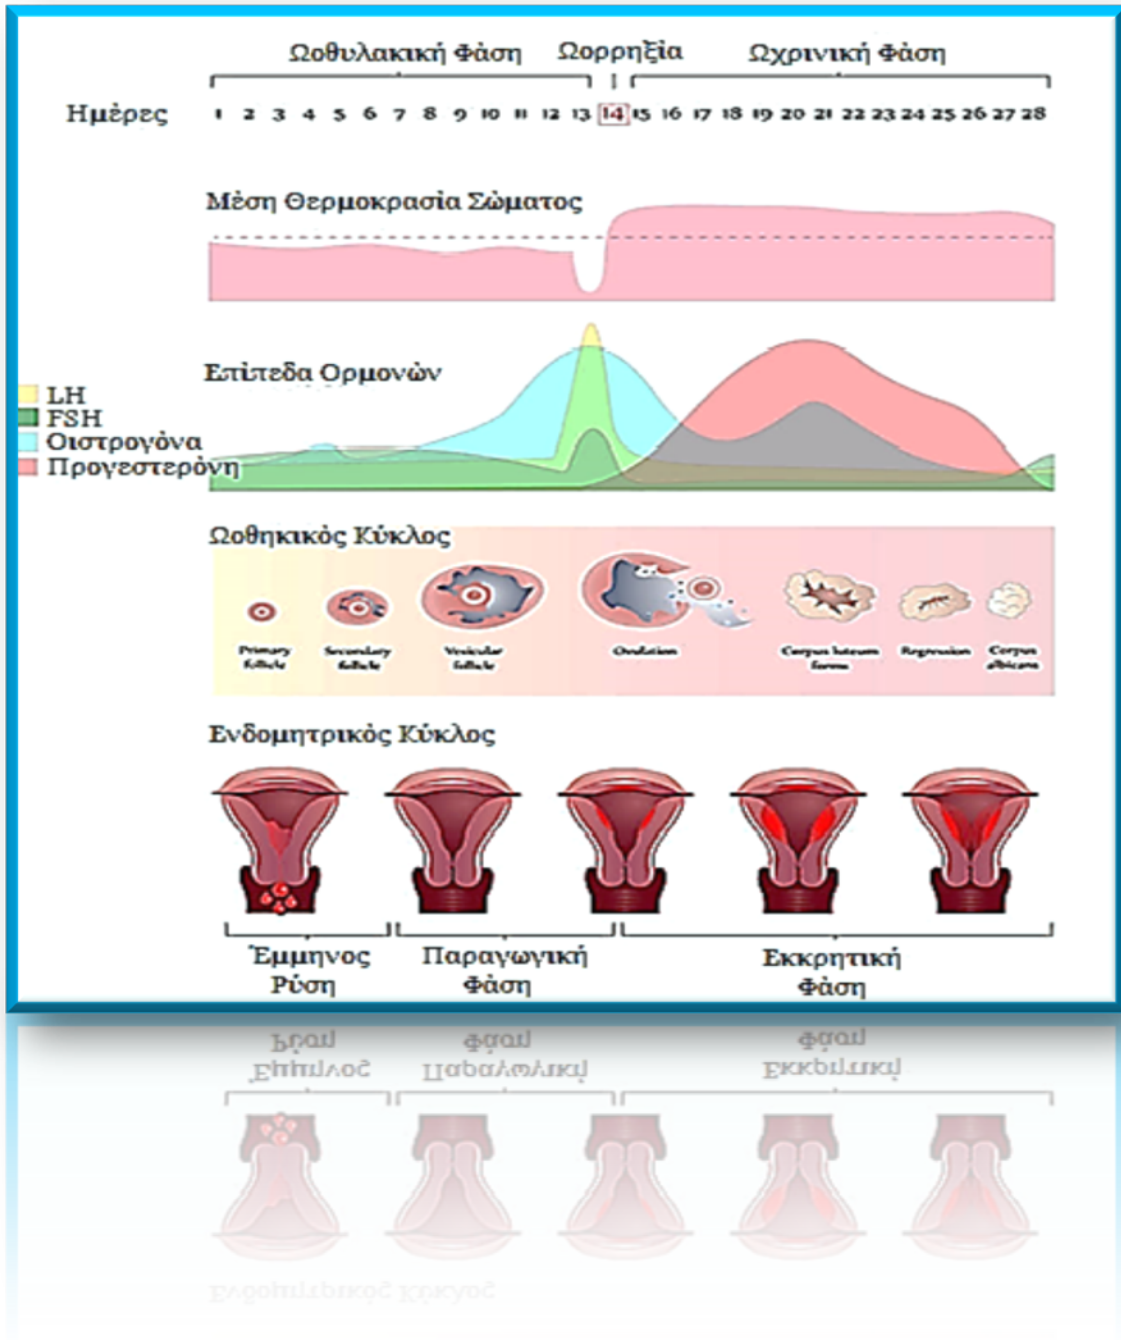 Ωοθυλακική Φάση Ωορρηξία Ωχρινική Φάση
Ημέρες 1 2 3 4 5 6 7 8 9 10 11 12 13 14 15 16 17 18 19 20 21 22 23 24 25 26 27 28
Μέση Θερμοκρασία Σώματος
Επίπεδα Ορμονών
LH
FSH
Οιστρογόνα
Προγεστερόνη
Ωοθηκικός Κύκλος
Primary
follicle
Secondary
follicle
Vesicular
follicle
Ovulation
Corpus luteum
forms
Regression
Corpus
albicans
Ενδομητρικός Κύκλος
Έμμηνος
Ρύση
Παραγωγική
Φάση
Εκκρητική
Φάση